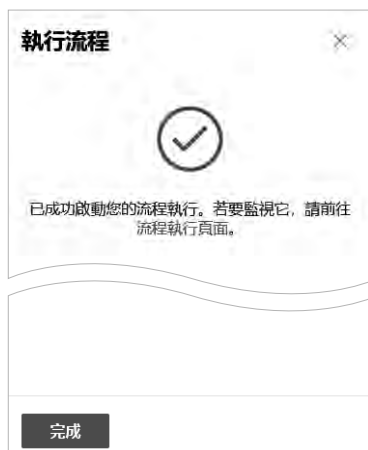 執行流程
已成功啟動您的流程執行。若要監視它，請前往
流程執行頁面。
完成